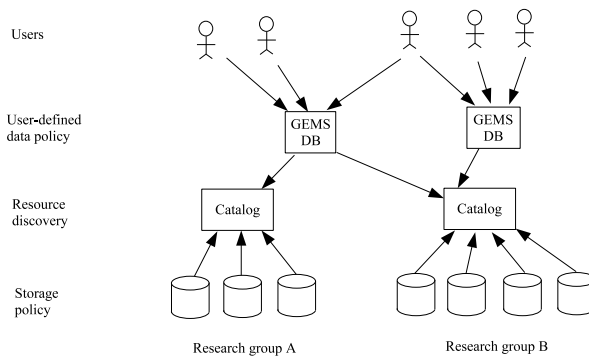 Users
User-defined
data policy
GEMS
DB
GEMS
DB
Resource
discovery
Catalog
Catalog
Storage
policy
Research group A
Research group B